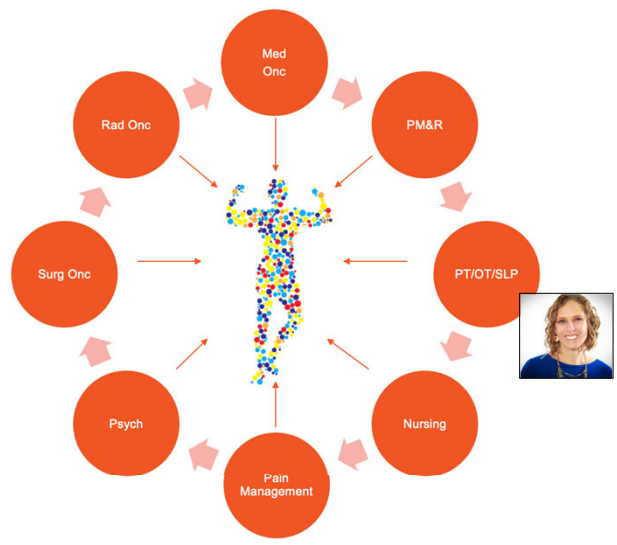 Med
Onc
PM&R
PT/OT/SLP
Nursing
Pain
Management
Psych
Surg Onc
Rad Onc